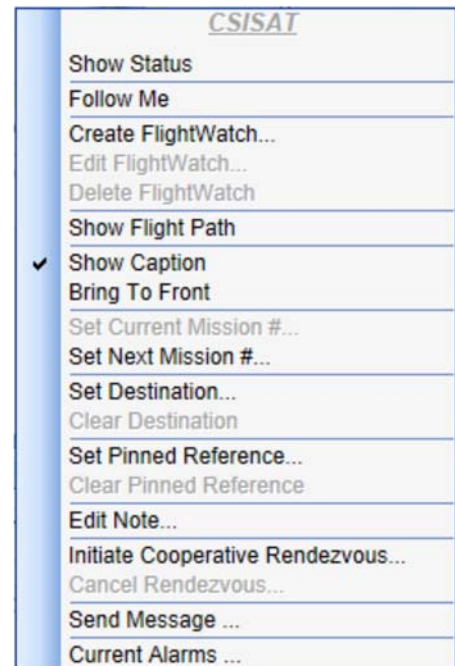 CSISAT
Show Status
Follow Me
Create FlightWatch...
Edit FlightWatch...
Delete FlightWatch
Show Flight Path
Show Caption
Bring To Front
Set Current Mission #...
Set Next Mission #...
Set Destination...
Clear Destination
Set Pinned Reference...
Clear Pinned Reference
Edit Note...
Initiate Cooperative Rendezvous...
Cancel Rendezvous...
Send Message ...
Current Alarms ...